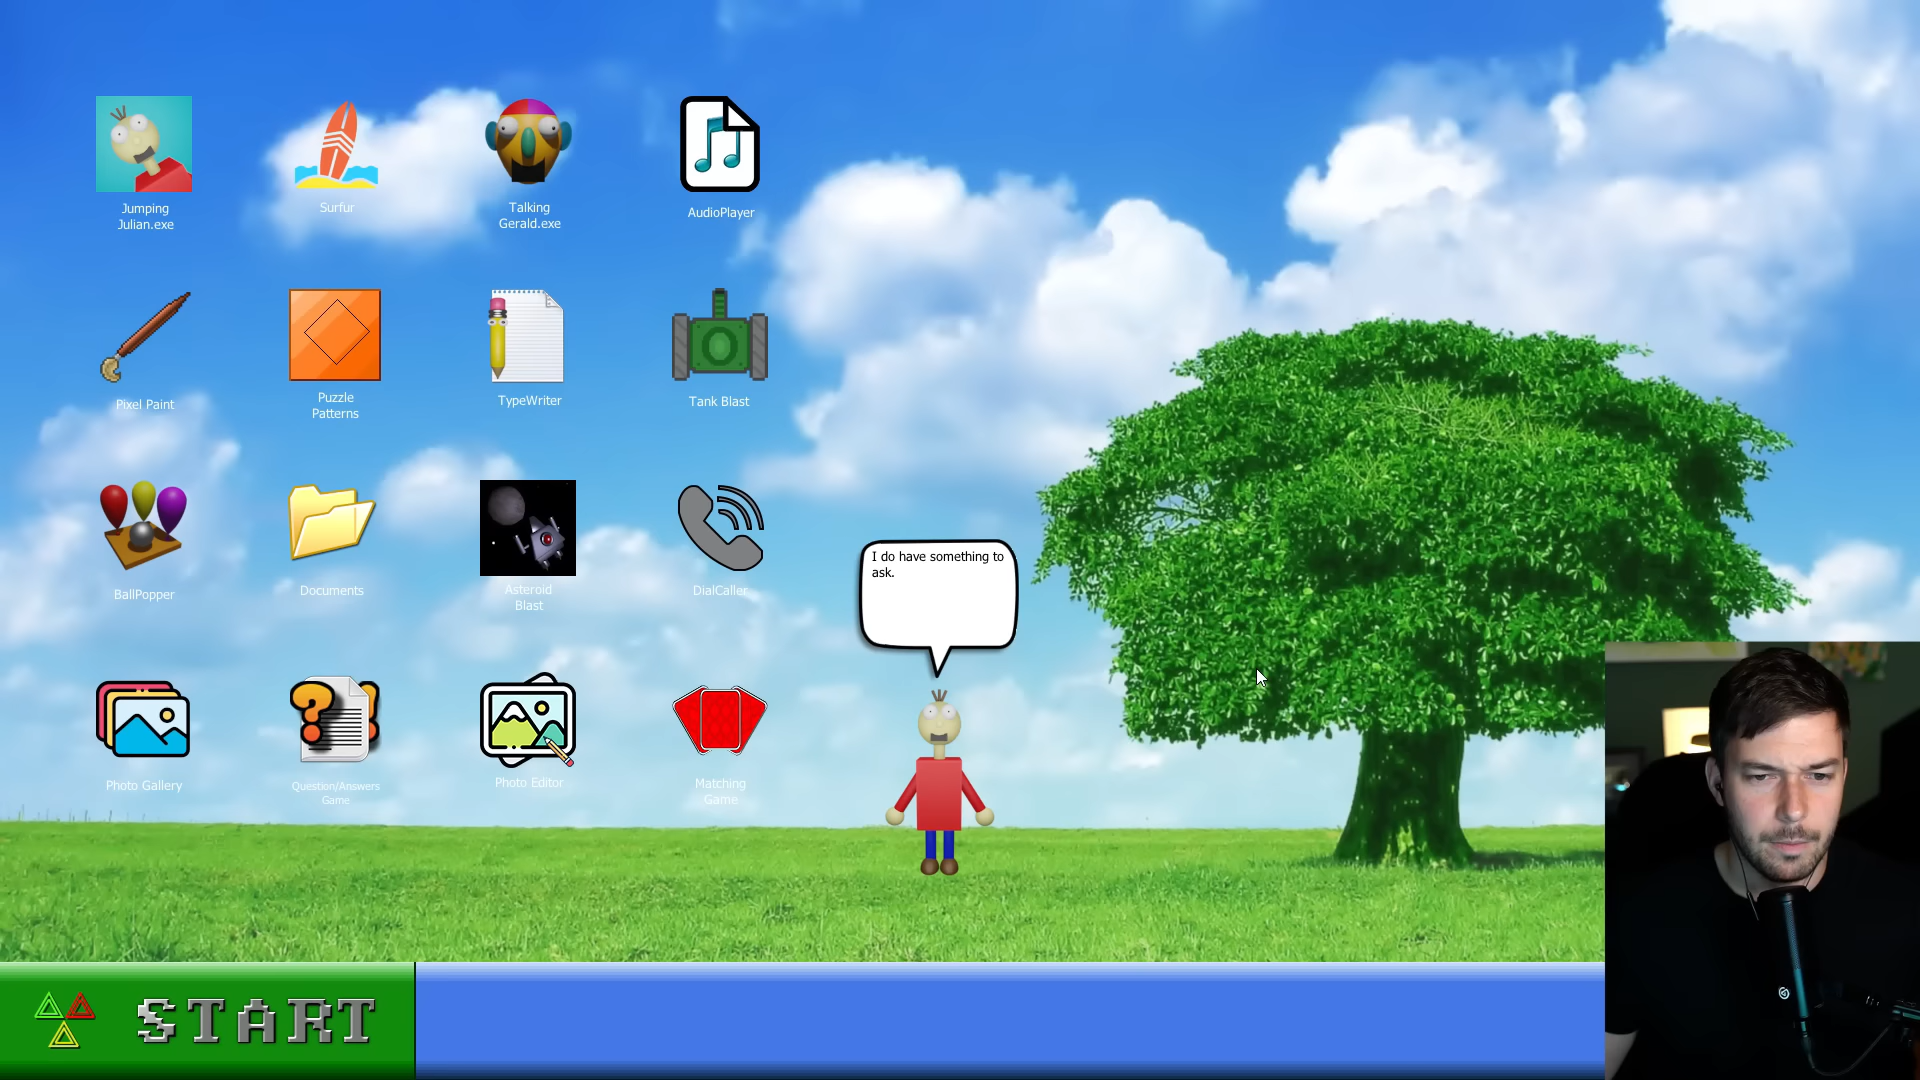 Jumping
Julian.exe
Surfur
Talking
Gerald.exe
AudioPlayer
Pixel Paint
Puzzle
Patterns
TypeWriter
Tank Blast
BallPopper
Documents
Asteroid
Blast
DialCaller
I do have something to
ask.
Photo Gallery
Question/Answers
Game
Photo Editor
Matching
Game
START